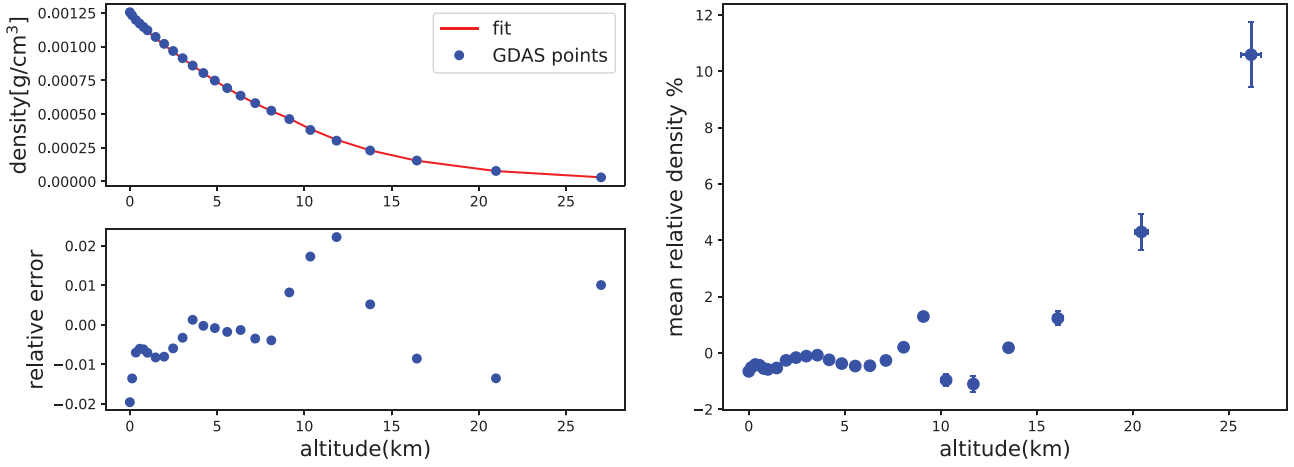 density[g/cm³]
0.00125
0.00100
0.00075
0.00050
0.00025
0.00000
fit
GDAS points
0 5 10 15 20 25
relative error
0.02
0.01
0.00
−0.01
−0.02
0 5 10 15 20 25
altitude(km)
mean relative density %
12
10
8
6
4
2
0
−2
0 5 10 15 20 25
altitude(km)